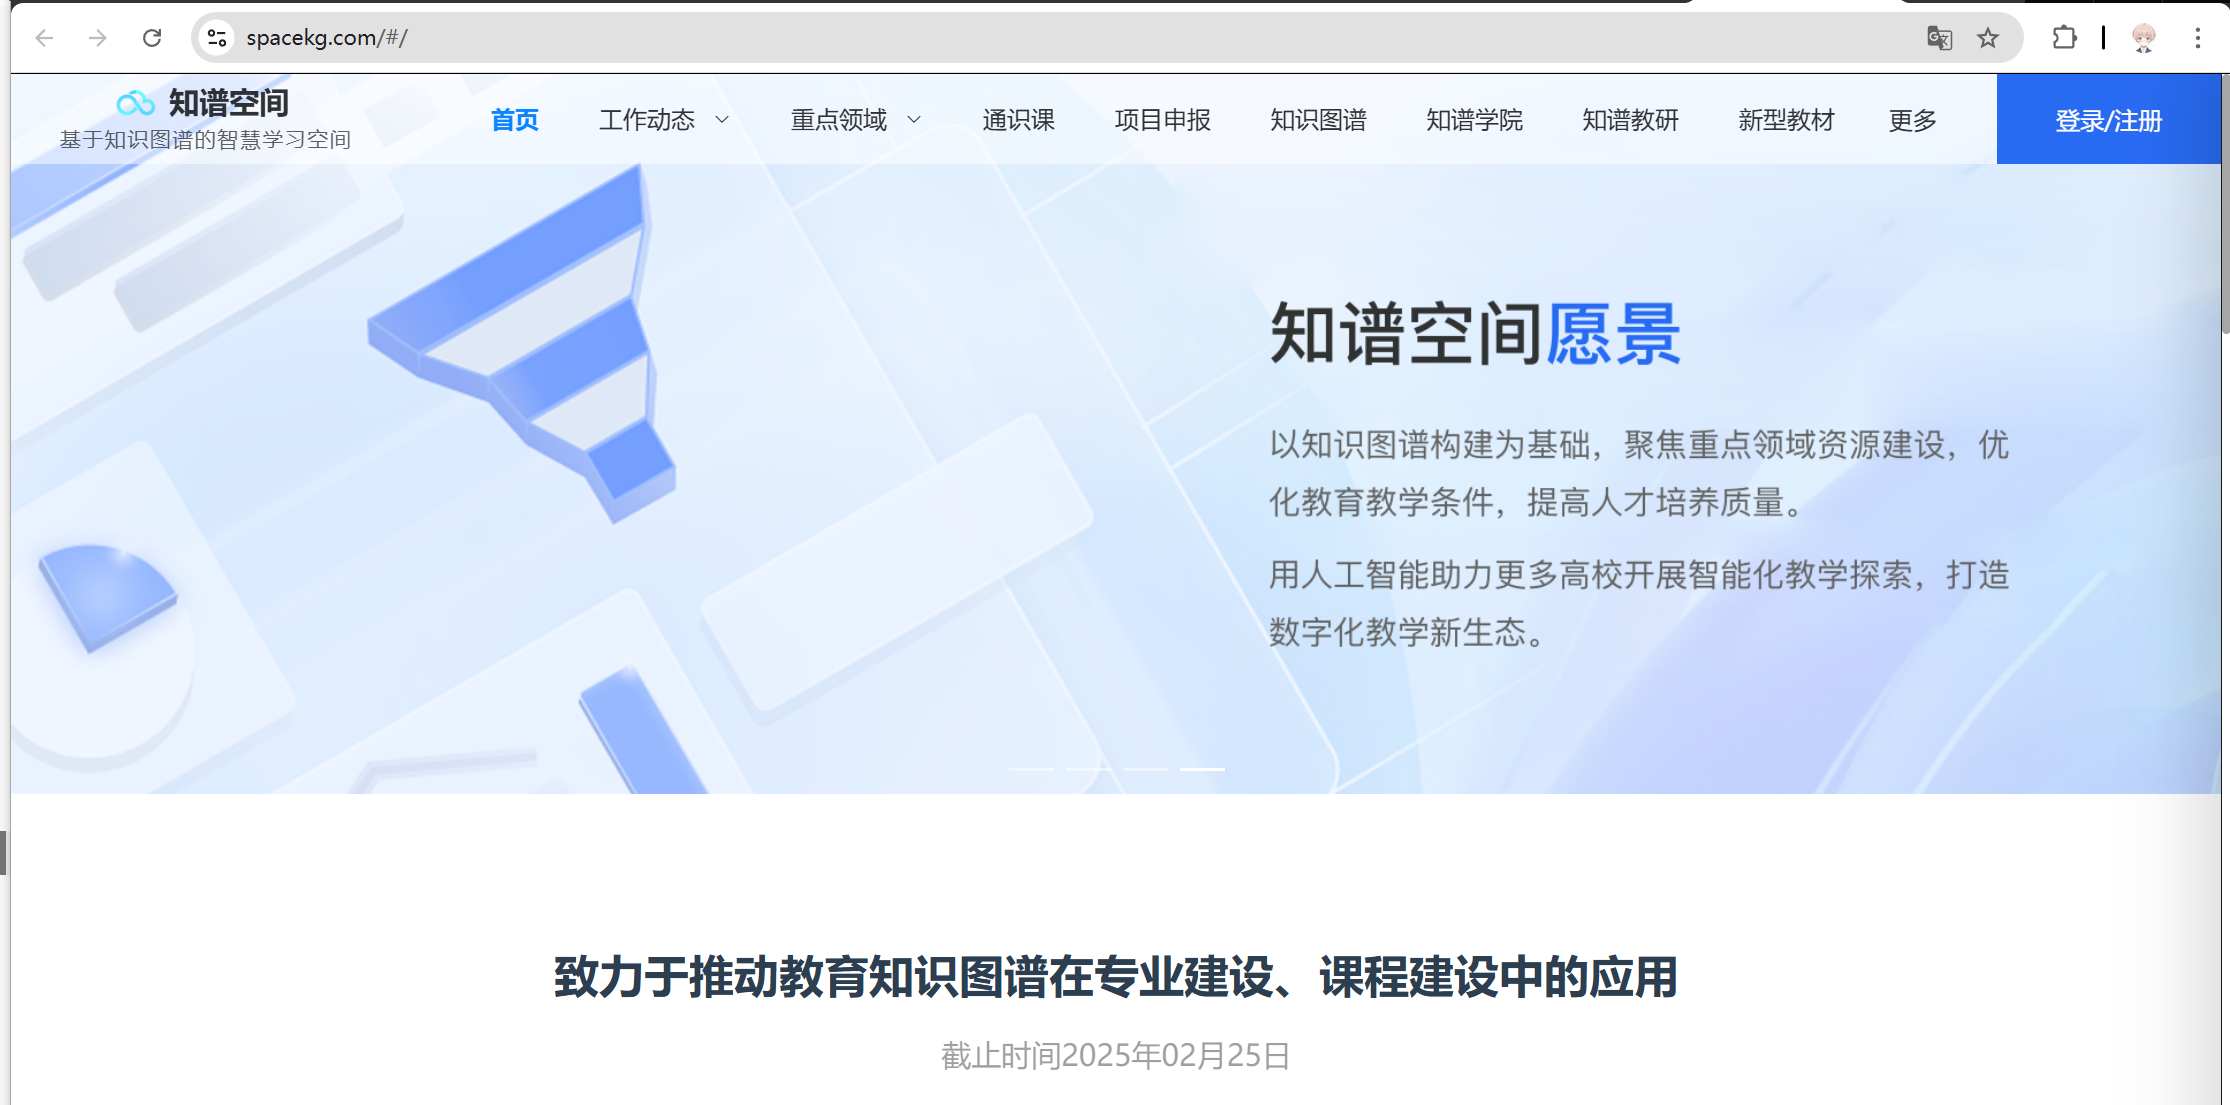 spacekg.com/#/
知谱空间
基于知识图谱的智慧学习空间
首页
工作动态
重点领域
通识课
项目申报
知识图谱
知谱学院
知谱教研
新型教材
更多
登录/注册
知谱空间愿景
以知识图谱构建为基础，聚焦重点领域资源建设，优
化教育教学条件，提高人才培养质量。
用人工智能助力更多高校开展智能化教学探索，打造
数字化教学新生态。
致力于推动教育知识图谱在专业建设、课程建设中的应用
截止时间2025年02月25日